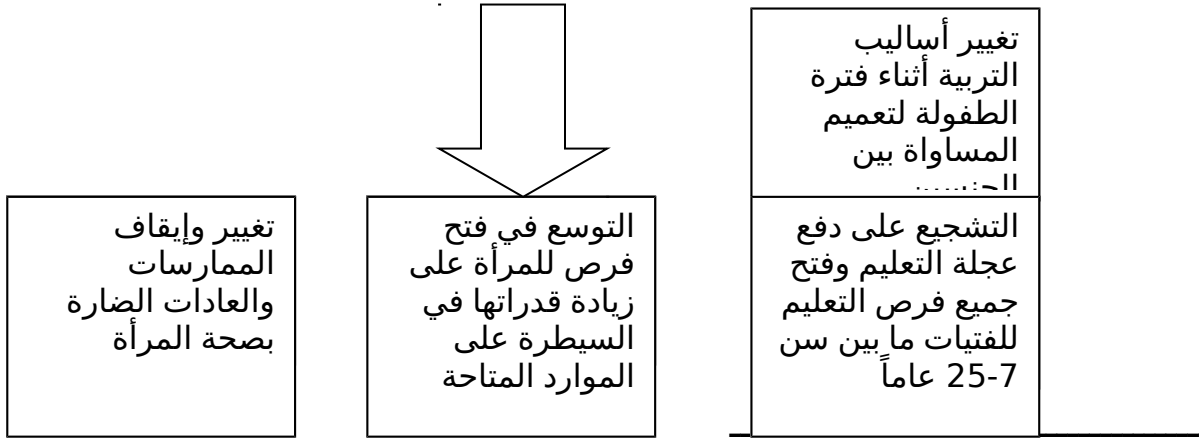 تغيير أساليب
التربية أثناء فترة
الطفولة لتعميم
المساواة بين
التشجيع على دفع
عجلة التعليم وفتح
جميع فرص التعليم
للفتيات ما بين سن
7-25 عاماً
التوسع في فتح
فرص للمرأة على
زيادة قدراتها في
السيطرة على
الموارد المتاحة
تغيير وإيقاف
الممارسات
والعادات الضارة
بصحة المرأة